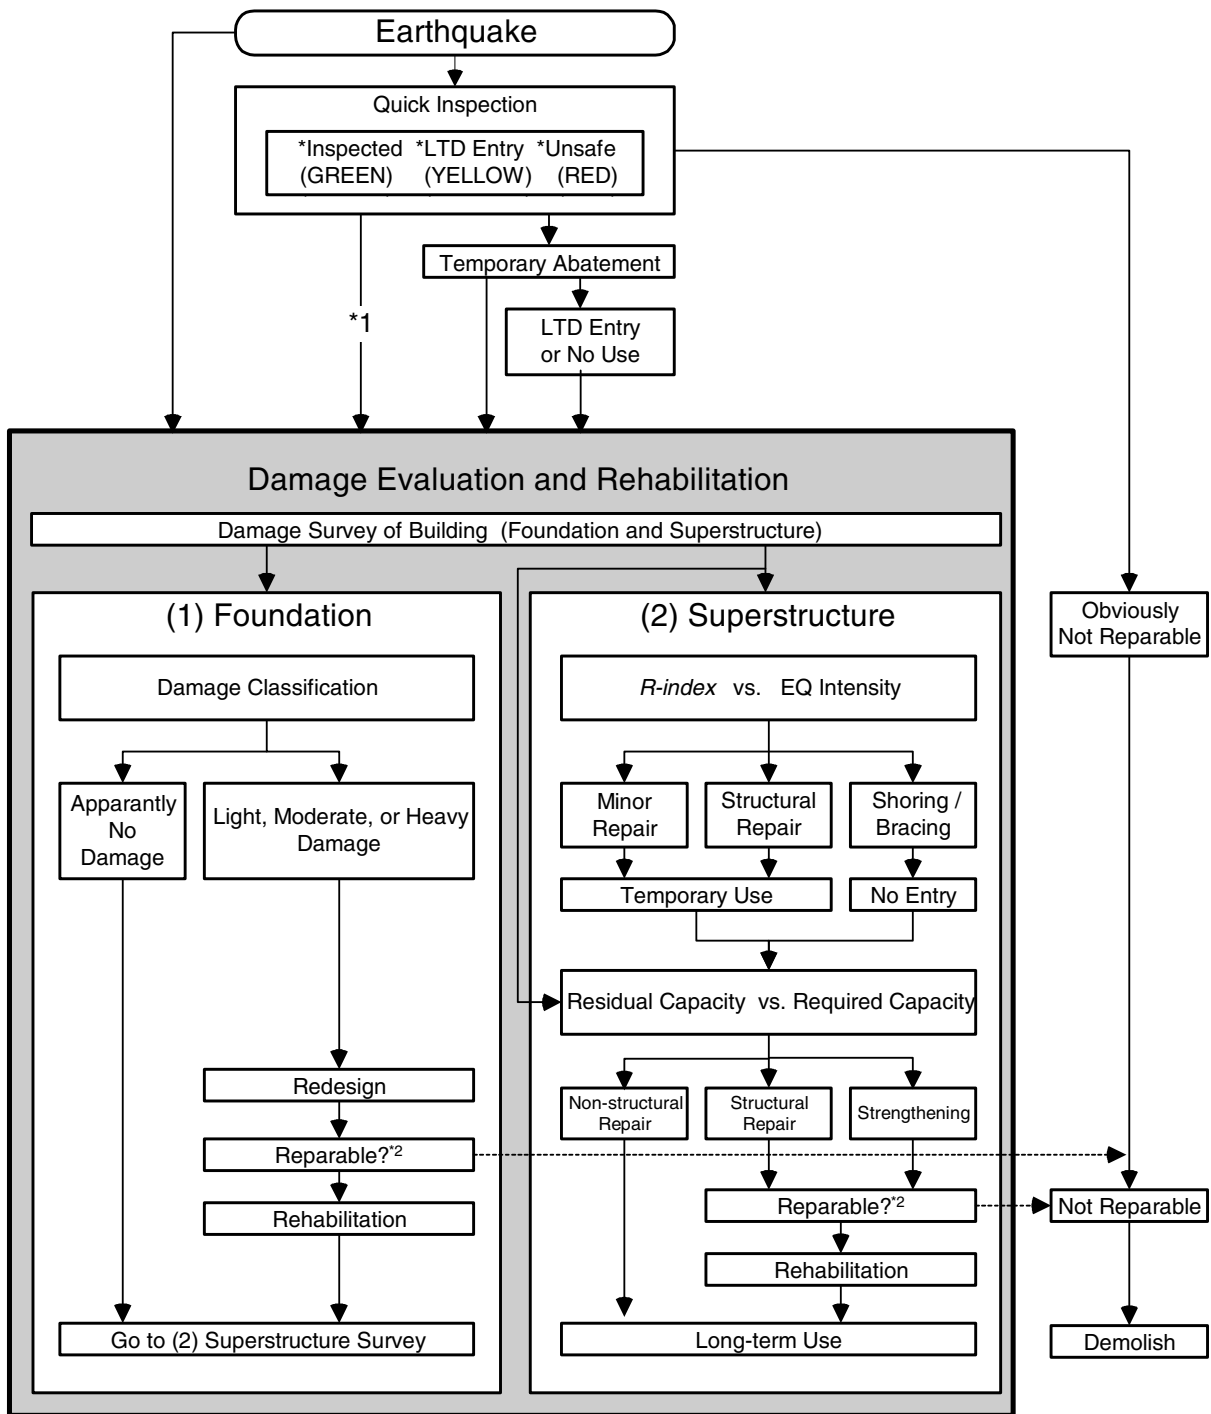 Earthquake
Quick Inspection
*Inspected *LTD Entry *Unsafe
(GREEN) (YELLOW) (RED)
Temporary Abatement
*1
LTD Entry
or No Use
Damage Evaluation and Rehabilitation
Damage Survey of Building (Foundation and Superstructure)
(1) Foundation
Damage Classification
Apparantly
No
Damage
Light, Moderate, or Heavy
Damage
Redesign
Reparable?*2
Rehabilitation
Go to (2) Superstructure Survey
(2) Superstructure
R-index vs. EQ Intensity
Minor
Repair
Structural
Repair
Shoring /
Bracing
Temporary Use
No Entry
Residual Capacity vs. Required Capacity
Non-structural
Repair
Structural
Repair
Strengthening
Reparable?*2
Rehabilitation
Long-term Use
Obviously
Not Reparable
Not Reparable
Demolish